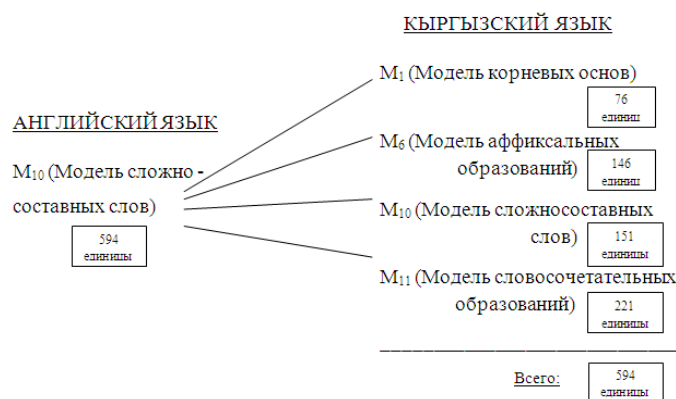 КЫРГЫЗСКИЙ ЯЗЫК
М₁ (Модель корневых основ)
76
единиц
АНГЛИЙСКИЙ ЯЗЫК
М₁₀ (Модель сложно -
составных слов)
594
единицы
М₆ (Модель аффиксальных
образований)
146
единиц
М₁₀ (Модель сложносоставных
слов)
151
единицы
М₁₁ (Модель словосочетательных
образований)
221
единицы
Всего:
594
единицы